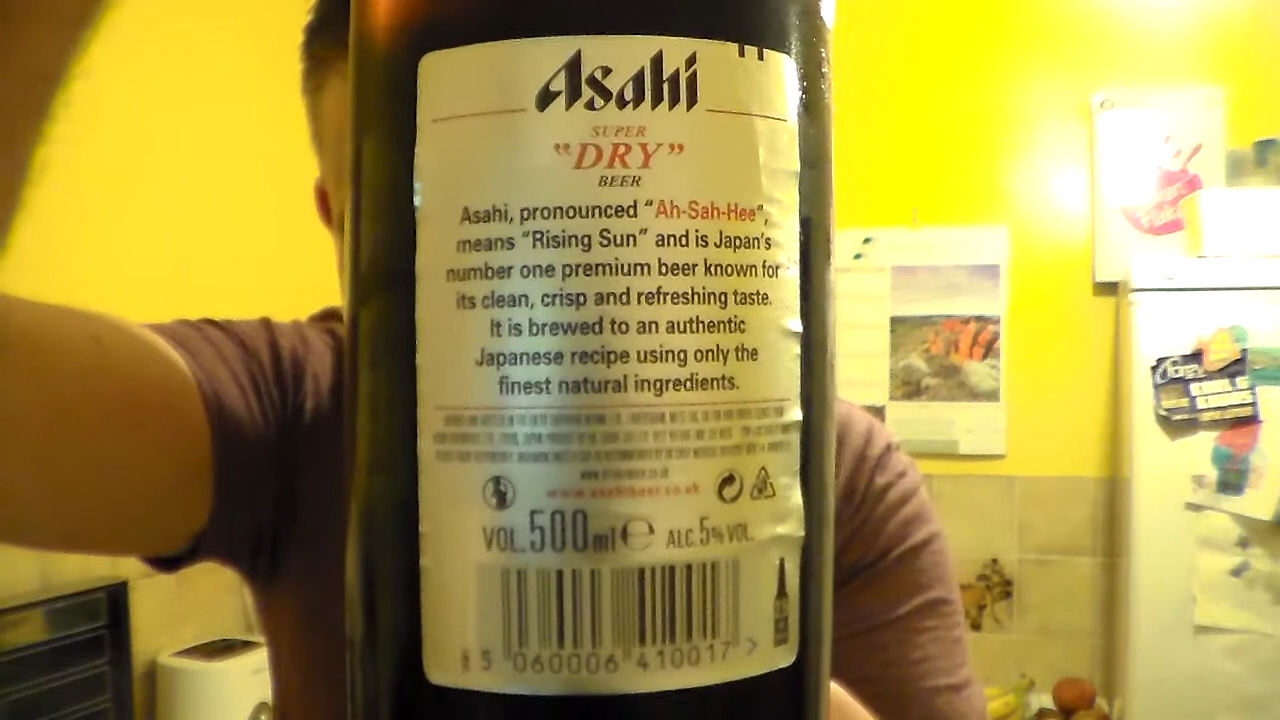 Asahi
SUPER
"DRY"
BEER
Asahi, pronounced "Ah-Sah-Hee",
means "Rising Sun" and is Japan's
number one premium beer known for
its clean, crisp and refreshing taste.
It is brewed to an authentic
Japanese recipe using only the
finest natural ingredients.
www.asahibeer.co.uk
VOL.500ml e ALC.5%VOL.
5 060006 410017 >